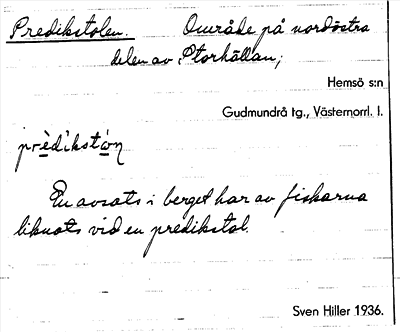 Predikstolen. Område på nordöstra
delen av Storhällan;
Hemsö s:n
Gudmundrå tg., Västernorrl. l.
En avsats i berget har av fiskarna
liknats vid en predikstol.
Sven Hiller 1936.